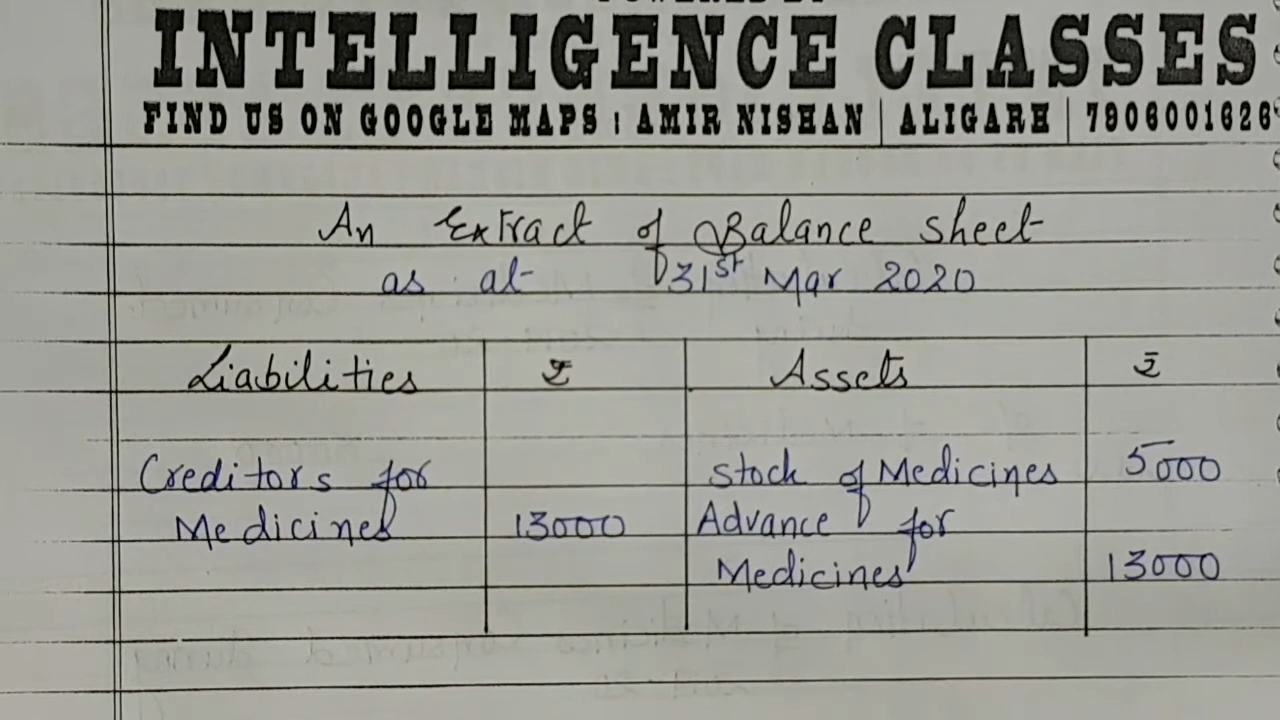 INTELLIGENCE CLASSES
FIND US ON GOOGLE MAPS : AMIR NISHAN | ALIGARH | 7906001626
An Extract of Balance Sheet
as at 31st Mar 2020
Liabilities ₹ Assets ₹
Creditors for Stock of Medicines 5000
Medicines 13000 Advance for
Medicines 13000